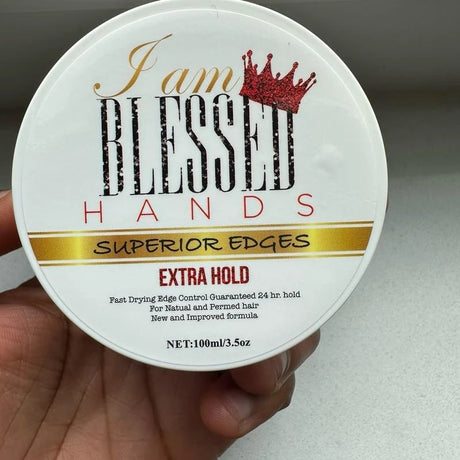 I am
BLESSED
HANDS
SUPERIOR EDGES
EXTRA HOLD
Fast Drying Edge Control Guaranteed 24 hr. hold
For Natual and Permed hair
New and Improved formula
NET:100ml/3.5oz